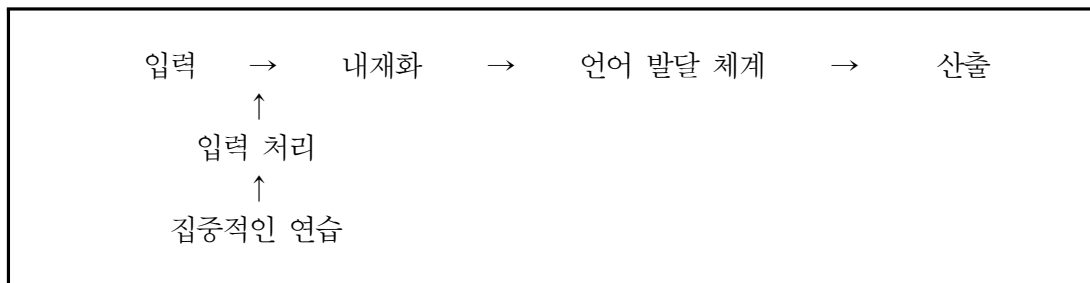 입력 → 내재화 → 언어 발달 체계 → 산출
↑
입력 처리
↑
집중적인 연습